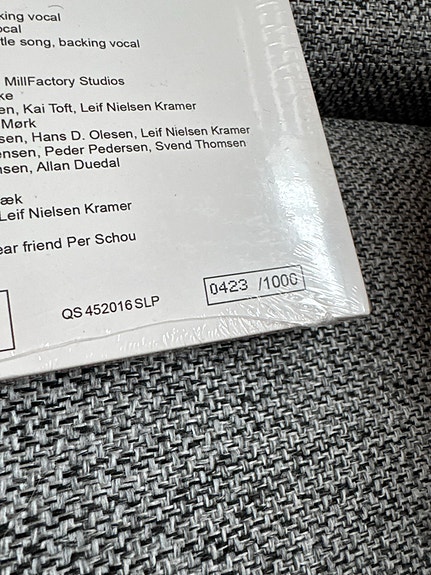 king vocal
ocal
tle song, backing vocal
MillFactory Studios
ke
en, Kai Toft, Leif Nielsen Kramer
Mørk
sen, Hans D. Olesen, Leif Nielsen Kramer
ensen, Peder Pedersen, Svend Thomsen
nsen, Allan Duedal
æk
Leif Nielsen Kramer
ear friend Per Schou
QS 452016 SLP
0423 /1000